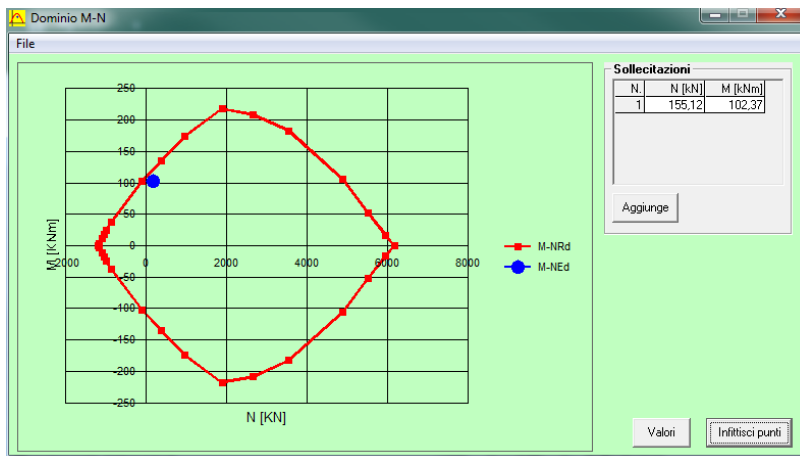 Dominio M-N
File
250
200
150
100
50
0
-50
-100
-150
-200
-250
-2000 0 2000 4000 6000 8000
M [KNm]
N [KN]
M-NRd
M-NEd
Sollecitazioni
N. N [kN] M [kNm]
1 155,12 102,37
Aggiunge
Valori
Infittisci punti